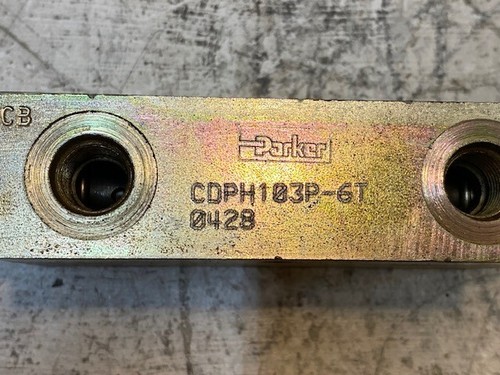 CB
Parker
CDPH103P-6T
0428